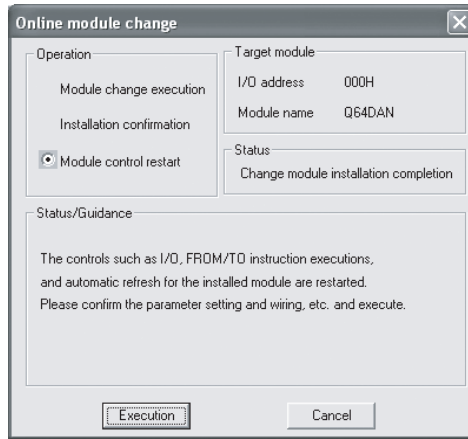 Online module change
Operation
Module change execution
Installation confirmation
Module control restart
Target module
I/O address 000H
Module name Q64DAN
Status
Change module installation completion
Status/Guidance
The controls such as I/O, FROM/TO instruction executions,
and automatic refresh for the installed module are restarted.
Please confirm the parameter setting and wiring, etc. and execute.
Execution Cancel